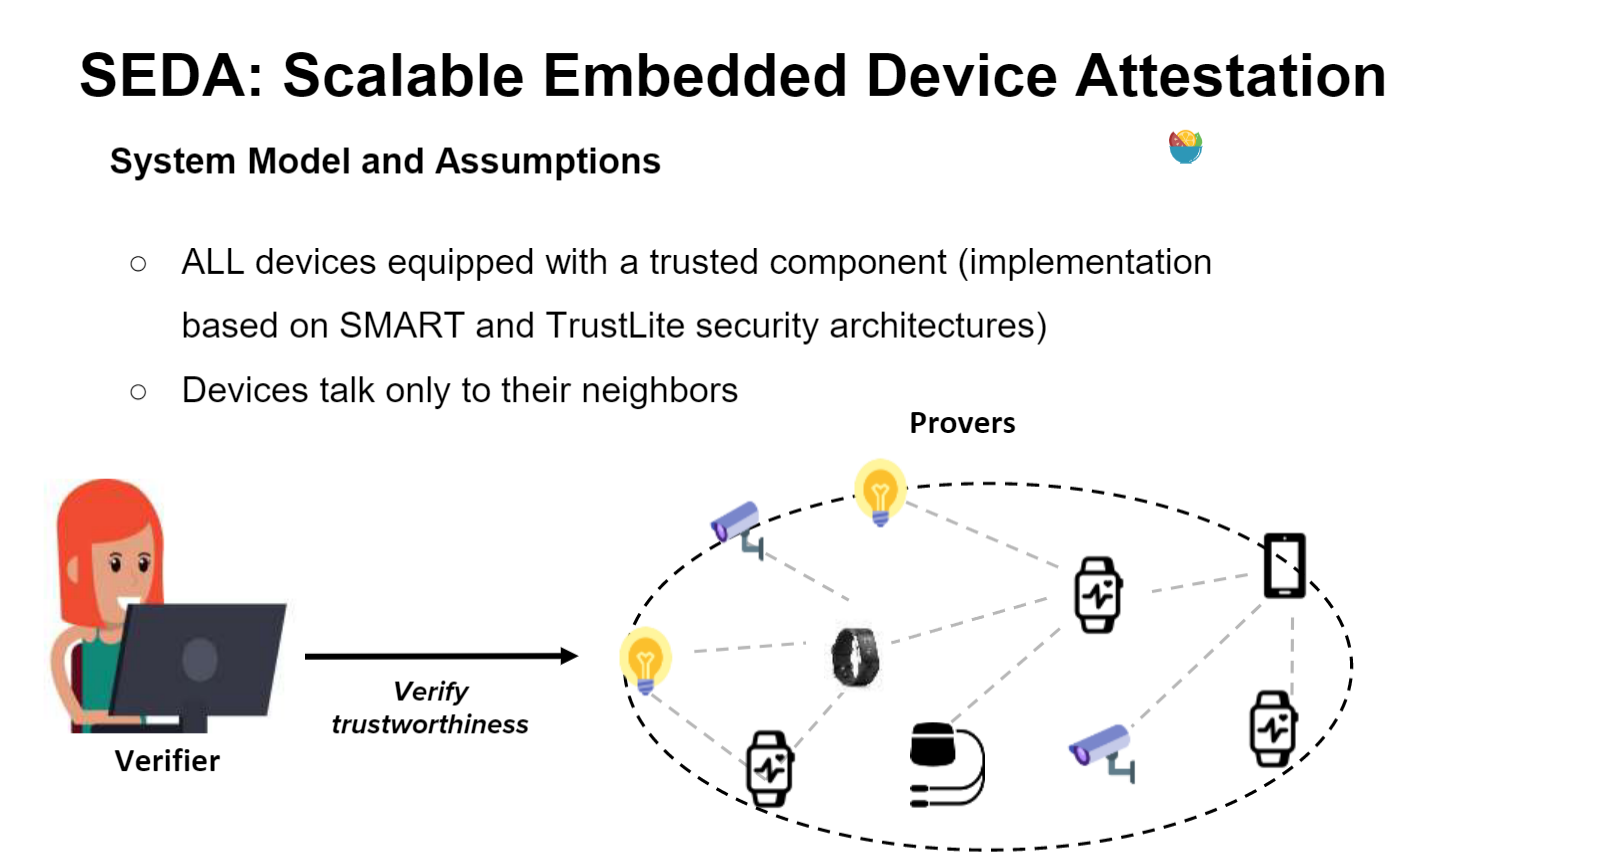 SEDA: Scalable Embedded Device Attestation
System Model and Assumptions
○ ALL devices equipped with a trusted component (implementation
based on SMART and TrustLite security architectures)
○ Devices talk only to their neighbors
Provers
Verify
trustworthiness
Verifier